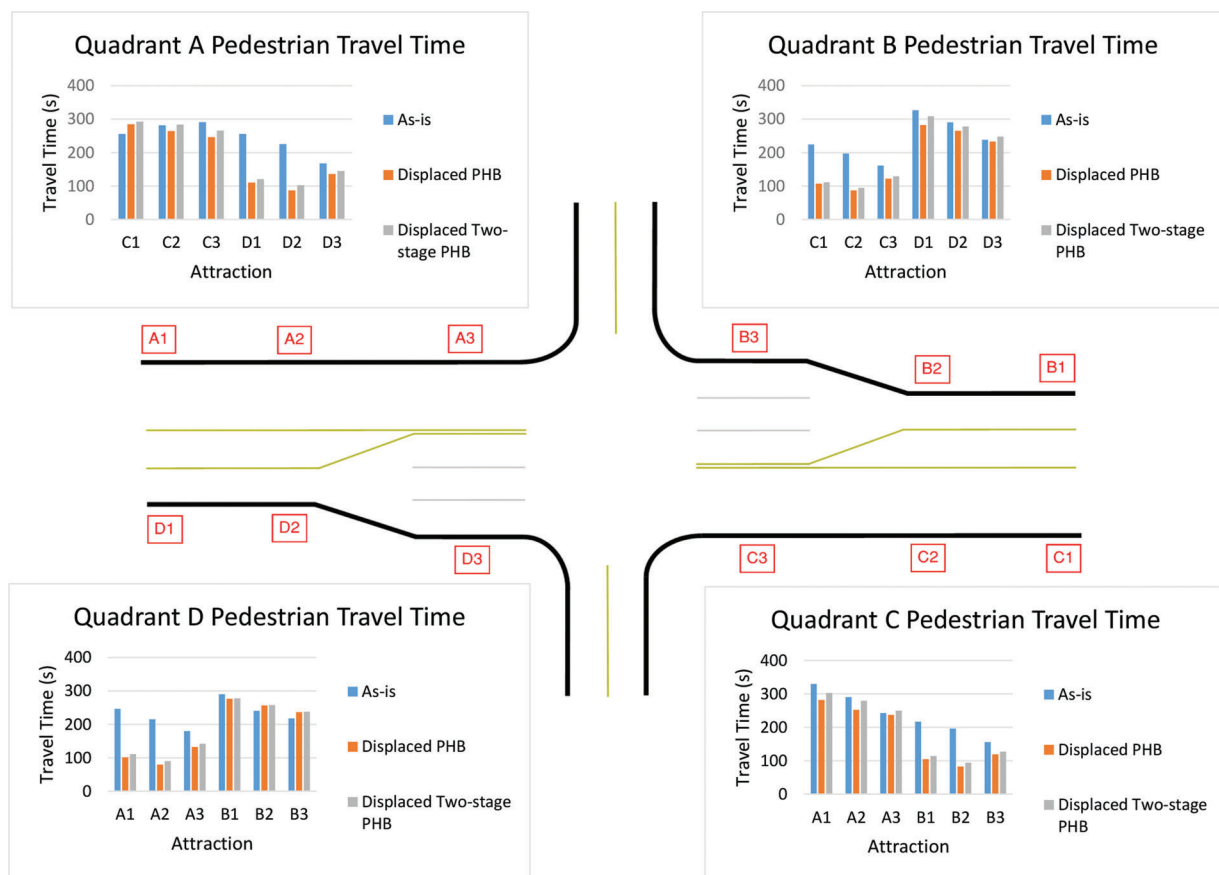 Quadrant A Pedestrian Travel Time
Travel Time (s)
400
300
200
100
0
C1 C2 C3 D1 D2 D3
Attraction
As-is
Displaced PHB
Displaced Two-
stage PHB
Quadrant B Pedestrian Travel Time
Travel Time (s)
400
300
200
100
0
C1 C2 C3 D1 D2 D3
Attraction
As-is
Displaced PHB
Displaced Two-stage
PHB
A1 A2 A3 B3
B2 B1
D1 D2
D3 C3 C2 C1
Quadrant D Pedestrian Travel Time
Travel Time (s)
400
300
200
100
0
A1 A2 A3 B1 B2 B3
Attraction
As-is
Displaced PHB
Displaced Two-stage
PHB
Quadrant C Pedestrian Travel Time
Travel Time (s)
400
300
200
100
0
A1 A2 A3 B1 B2 B3
Attraction
As-is
Displaced PHB
Displaced Two-stage
PHB